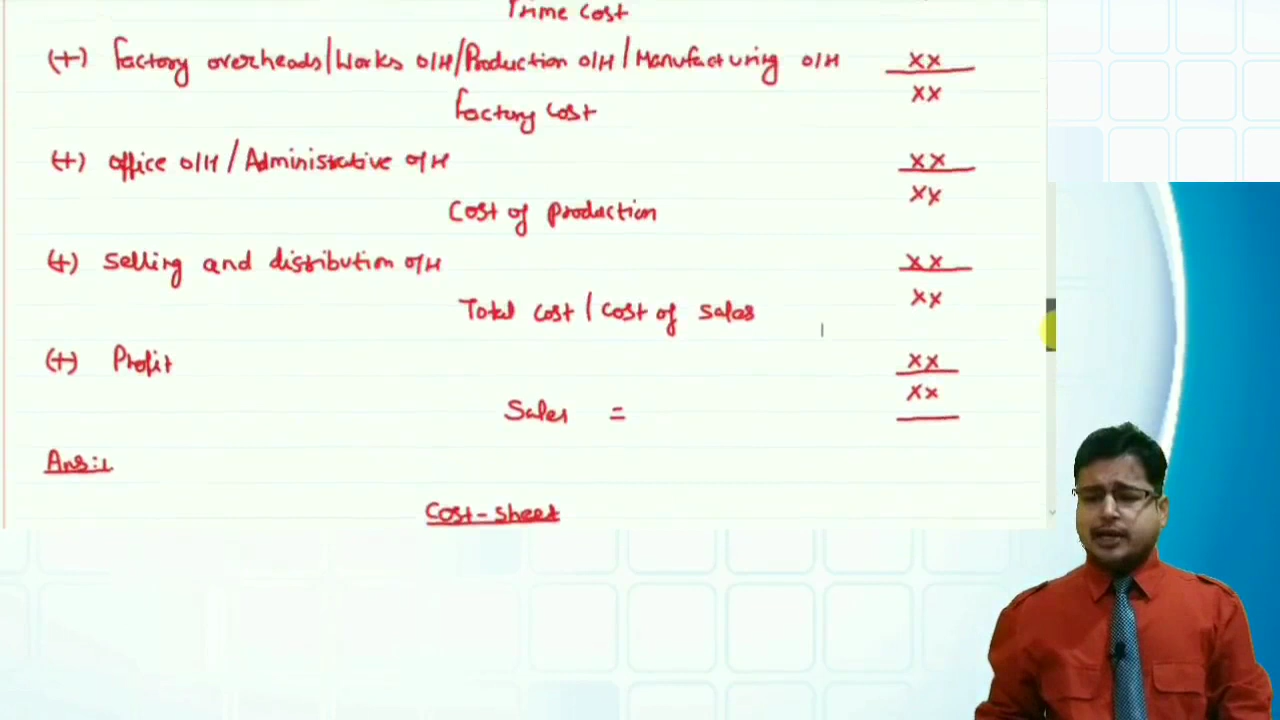 Prime Cost
(+) Factory overheads/Works O/H/Production O/H/Manufacturing O/H xx
Factory Cost xx
(+) Office O/H/Administrative O/H xx
Cost of Production xx
(+) Selling and distribution O/H xx
Total Cost/Cost of Sales xx
(+) Profit xx
Sales = xx
Ans:1
Cost-Sheet